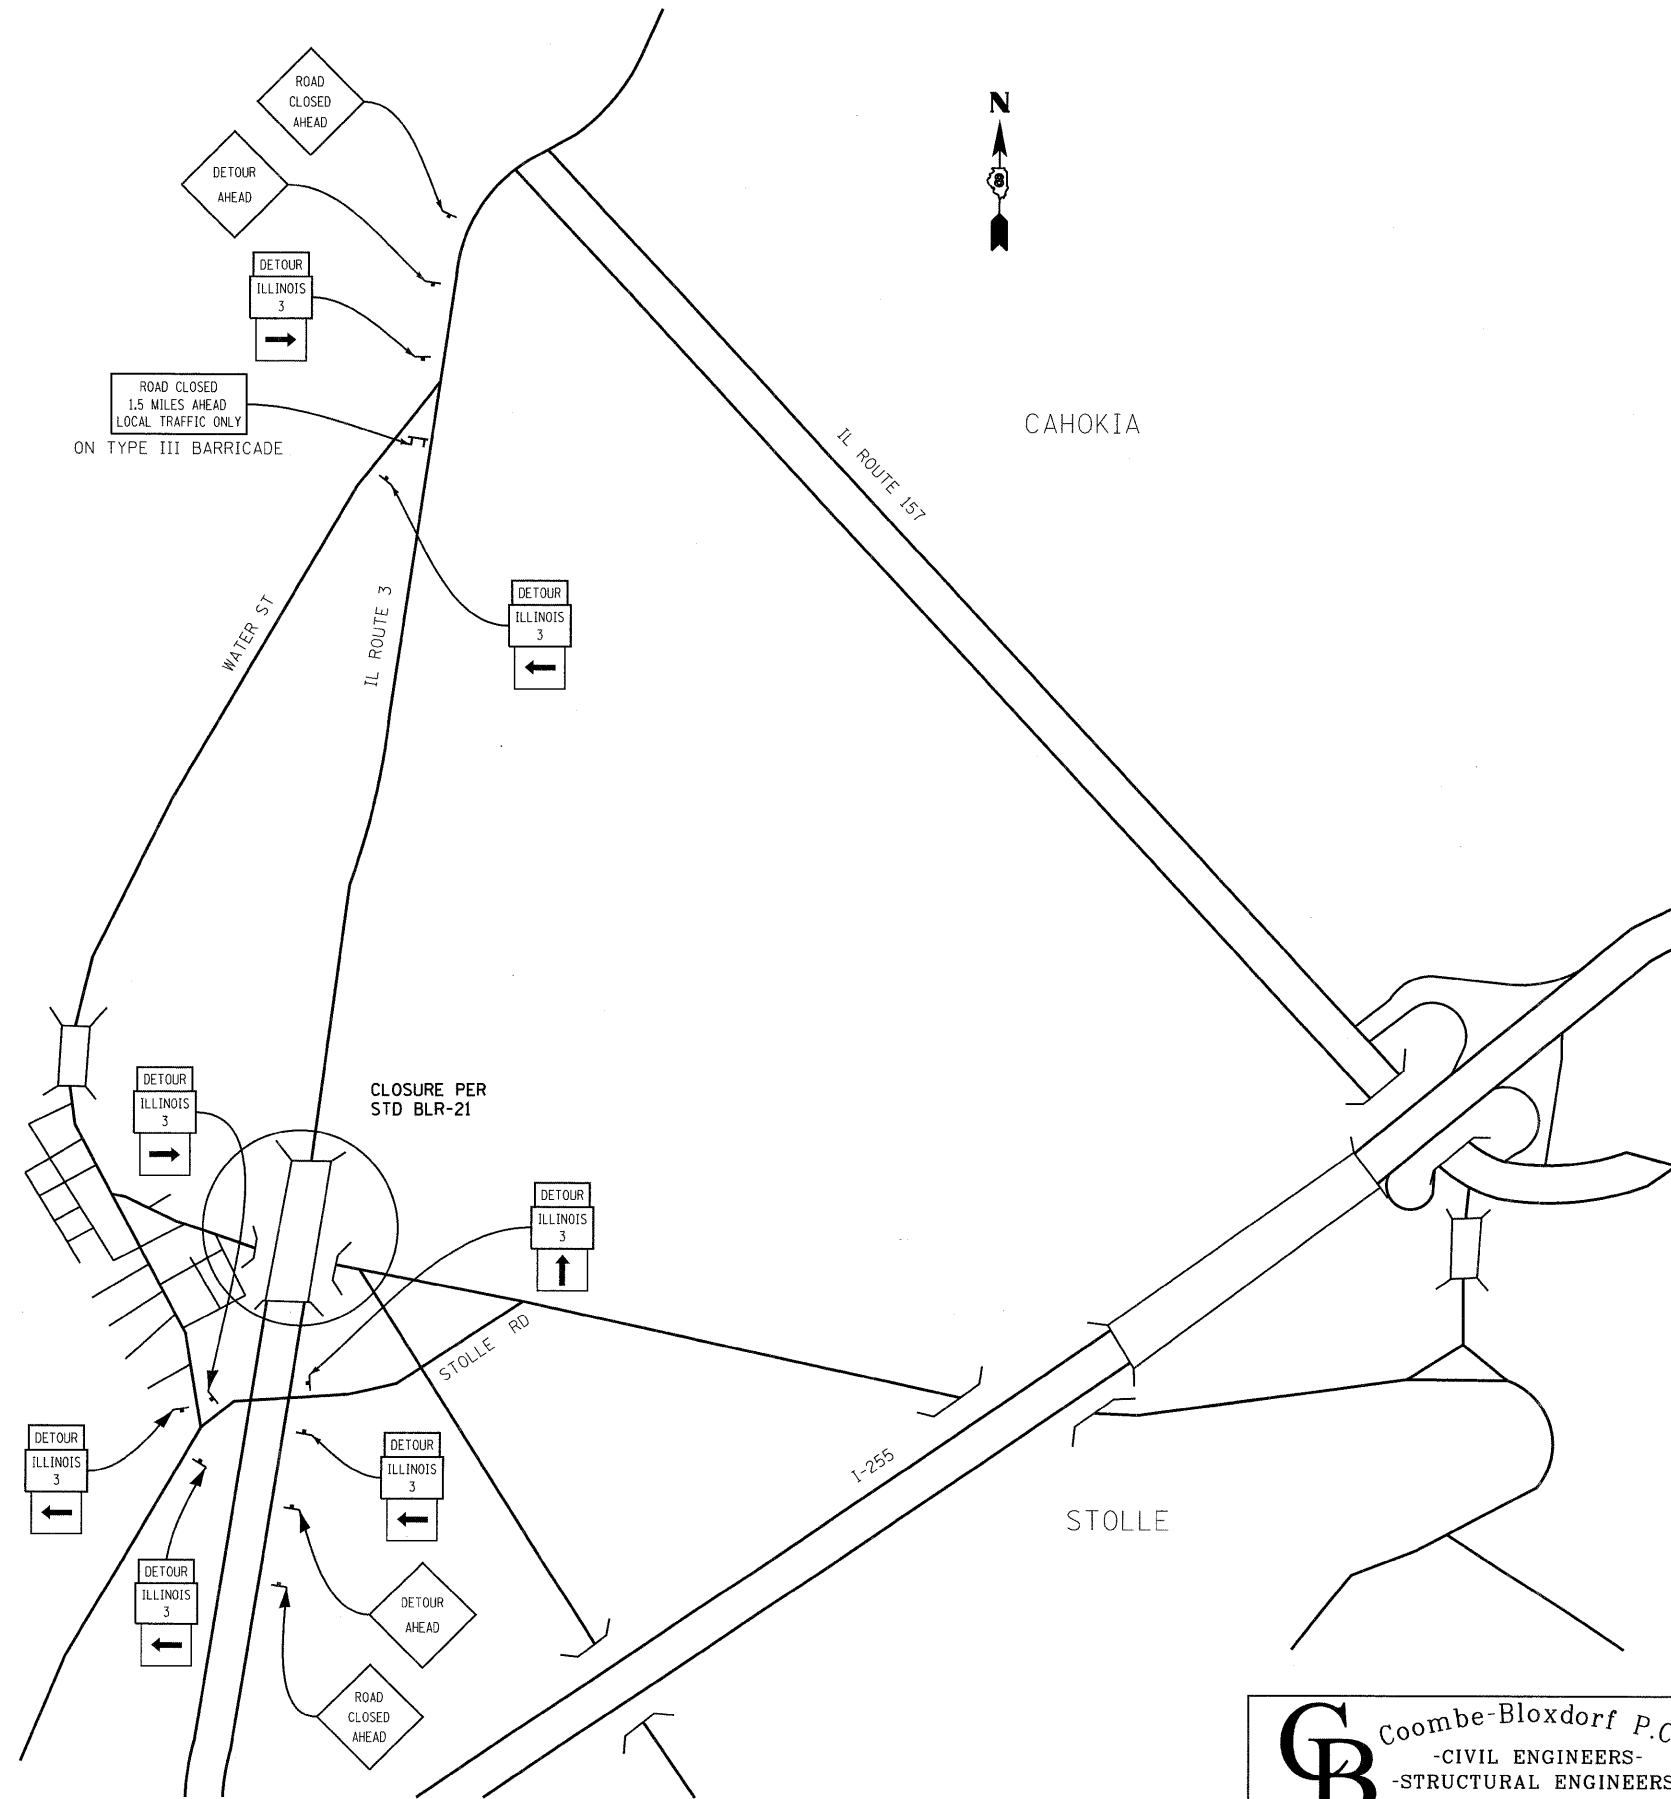 ROAD
CLOSED
AHEAD
N
8
DETOUR
AHEAD
DETOUR
ILLINOIS
3
ROAD CLOSED
1.5 MILES AHEAD
LOCAL TRAFFIC ONLY
ON TYPE III BARRICADE
CAHOKIA
IL ROUTE 157
WATER ST
IL ROUTE 3
DETOUR
ILLINOIS
3
CLOSURE PER
STD BLR-21
DETOUR
ILLINOIS
3
DETOUR
ILLINOIS
3
STOLLE RD
DETOUR
ILLINOIS
3
DETOUR
ILLINOIS
3
I-255
STOLLE
DETOUR
ILLINOIS
3
DETOUR
AHEAD
ROAD
CLOSED
AHEAD
CB
Coombe-Bloxdorf P.C
-CIVIL ENGINEERS-
-STRUCTURAL ENGINEERS